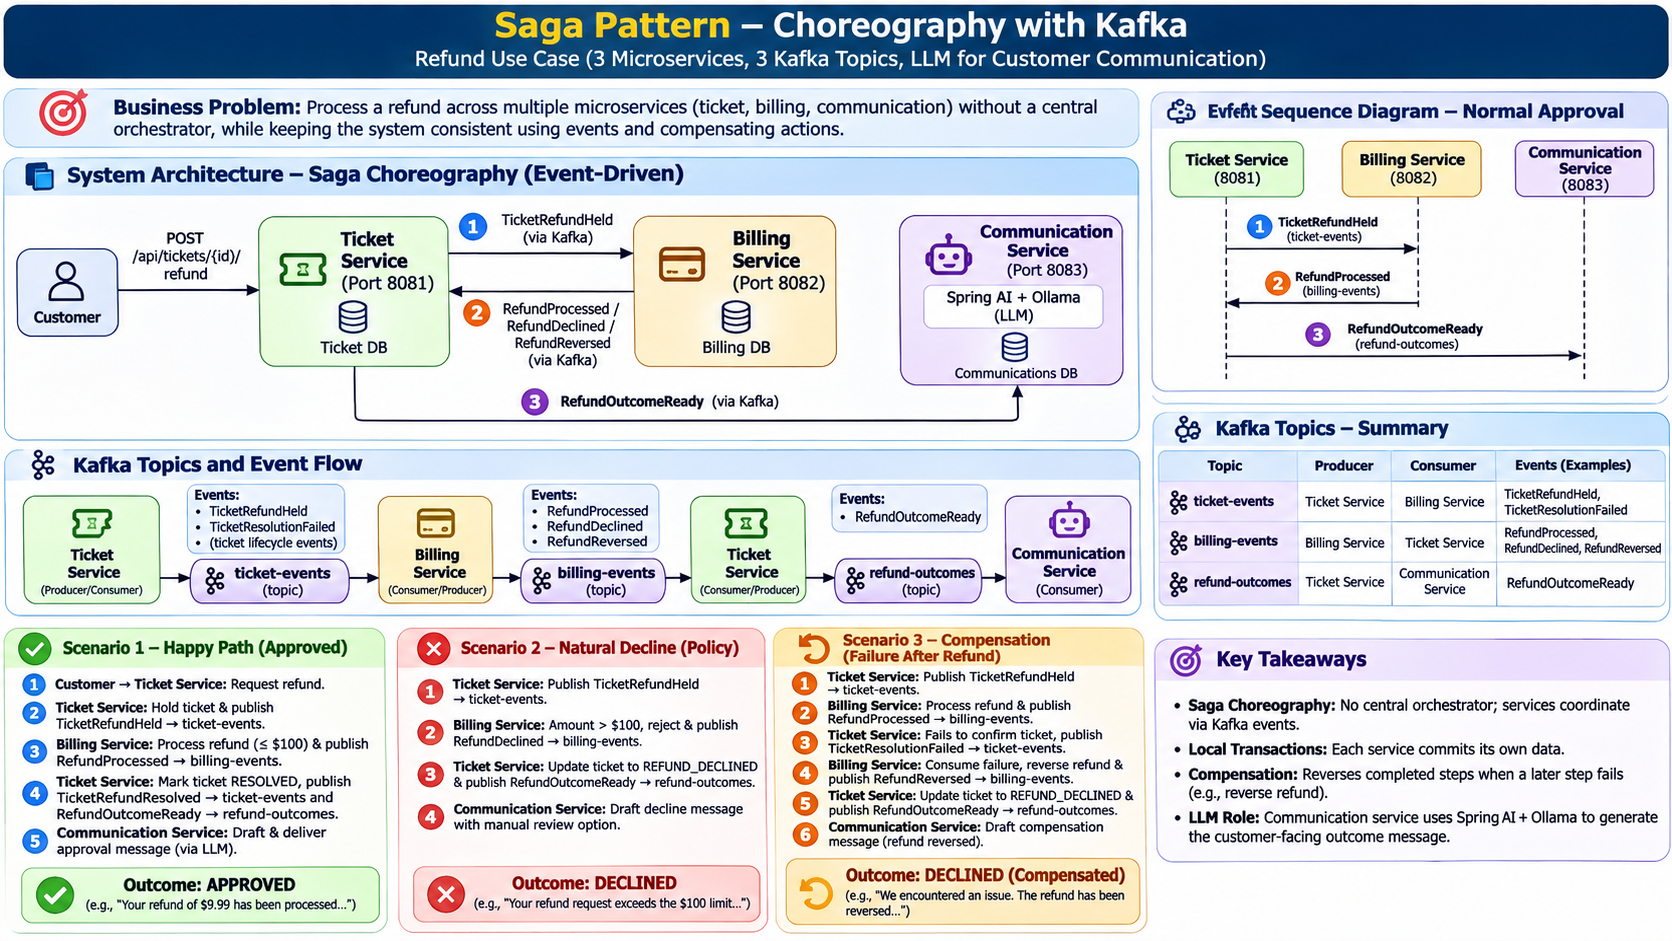 Saga Pattern – Choreography with Kafka
Refund Use Case (3 Microservices, 3 Kafka Topics, LLM for Customer Communication)
Business Problem: Process a refund across multiple microservices (ticket, billing, communication) without a central
orchestrator, while keeping the system consistent using events and compensating actions.
System Architecture – Saga Choreography (Event-Driven)
Customer
POST
/api/tickets/{id}/
refund
Ticket
Service
(Port 8081)
Ticket DB
1
TicketRefundHeld
(via Kafka)
2
RefundProcessed /
RefundDeclined /
RefundReversed
(via Kafka)
Billing
Service
(Port 8082)
Billing DB
Communication
Service
(Port 8083)
Spring AI + Ollama
(LLM)
Communications DB
3 RefundOutcomeReady (via Kafka)
Kafka Topics and Event Flow
Ticket
Service
(Producer/Consumer)
Events:
• TicketRefundHeld
• TicketResolutionFailed
• (ticket lifecycle events)
ticket-events
(topic)
Billing
Service
(Consumer/Producer)
Events:
• RefundProcessed
• RefundDeclined
• RefundReversed
billing-events
(topic)
Ticket
Service
(Consumer/Producer)
Events:
• RefundOutcomeReady
refund-outcomes
(topic)
Communication
Service
(Consumer)
Scenario 1 – Happy Path (Approved)
1 Customer → Ticket Service: Request refund.
2 Ticket Service: Hold ticket & publish
TicketRefundHeld → ticket-events.
3 Billing Service: Process refund (≤ $100) & publish
RefundProcessed → billing-events.
4 Ticket Service: Mark ticket RESOLVED, publish
TicketRefundResolved → ticket-events and
RefundOutcomeReady → refund-outcomes.
5 Communication Service: Draft & deliver
approval message (via LLM).
Outcome: APPROVED
(e.g., "Your refund of $9.99 has been processed...")
Scenario 2 – Natural Decline (Policy)
1 Ticket Service: Publish TicketRefundHeld
→ ticket-events.
2 Billing Service: Amount > $100, reject & publish
RefundDeclined → billing-events.
3 Ticket Service: Update ticket to REFUND_DECLINED
& publish RefundOutcomeReady → refund-outcomes.
4 Communication Service: Draft decline message
with manual review option.
Outcome: DECLINED
(e.g., "Your refund request exceeds the $100 limit...")
Scenario 3 – Compensation
(Failure After Refund)
1 Ticket Service: Publish TicketRefundHeld
→ ticket-events.
2 Billing Service: Process refund & publish
RefundProcessed → billing-events.
3 Ticket Service: Fails to confirm ticket, publish
TicketResolutionFailed → ticket-events.
4 Billing Service: Consume failure, reverse refund &
publish RefundReversed → billing-events.
5 Ticket Service: Update ticket to REFUND_DECLINED &
publish RefundOutcomeReady → refund-outcomes.
6 Communication Service: Draft compensation
message (refund reversed).
Outcome: DECLINED (Compensated)
(e.g., "We encountered an issue. The refund has been
reversed...")
Sequence Diagram – Normal Approval
Ticket Service
(8081)
Billing Service
(8082)
Communication
Service
(8083)
1 TicketRefundHeld
(ticket-events)
2 RefundProcessed
(billing-events)
3 RefundOutcomeReady
(refund-outcomes)
Kafka Topics – Summary
Topic Producer Consumer Events (Examples)
ticket-events Ticket Service Billing Service TicketRefundHeld,
TicketResolutionFailed
billing-events Billing Service Ticket Service RefundProcessed,
RefundDeclined, RefundReversed
refund-outcomes Ticket Service Communication
Service RefundOutcomeReady
Key Takeaways
• Saga Choreography: No central orchestrator; services coordinate
via Kafka events.
• Local Transactions: Each service commits its own data.
• Compensation: Reverses completed steps when a later step fails
(e.g., reverse refund).
• LLM Role: Communication service uses Spring AI + Ollama to generate
the customer-facing outcome message.